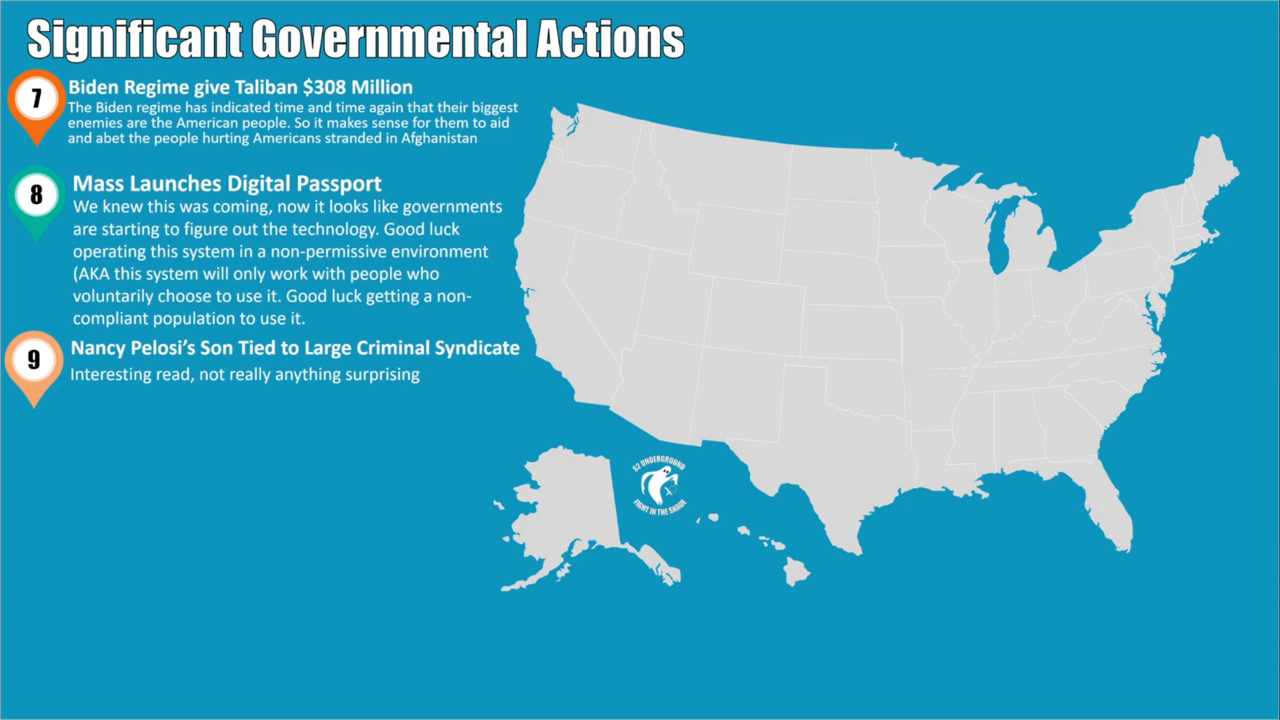 Significant Governmental Actions
7
Biden Regime give Taliban $308 Million
The Biden regime has indicated time and time again that their biggest
enemies are the American people. So it makes sense for them to aid
and abet the people hurting Americans stranded in Afghanistan
8
Mass Launches Digital Passport
We knew this was coming, now it looks like governments
are starting to figure out the technology. Good luck
operating this system in a non-permissive environment
(AKA this system will only work with people who
voluntarily choose to use it. Good luck getting a non-
compliant population to use it.
9
Nancy Pelosi’s Son Tied to Large Criminal Syndicate
Interesting read, not really anything surprising
S2 UNDERGROUND
FIGHT IN THE SHADE